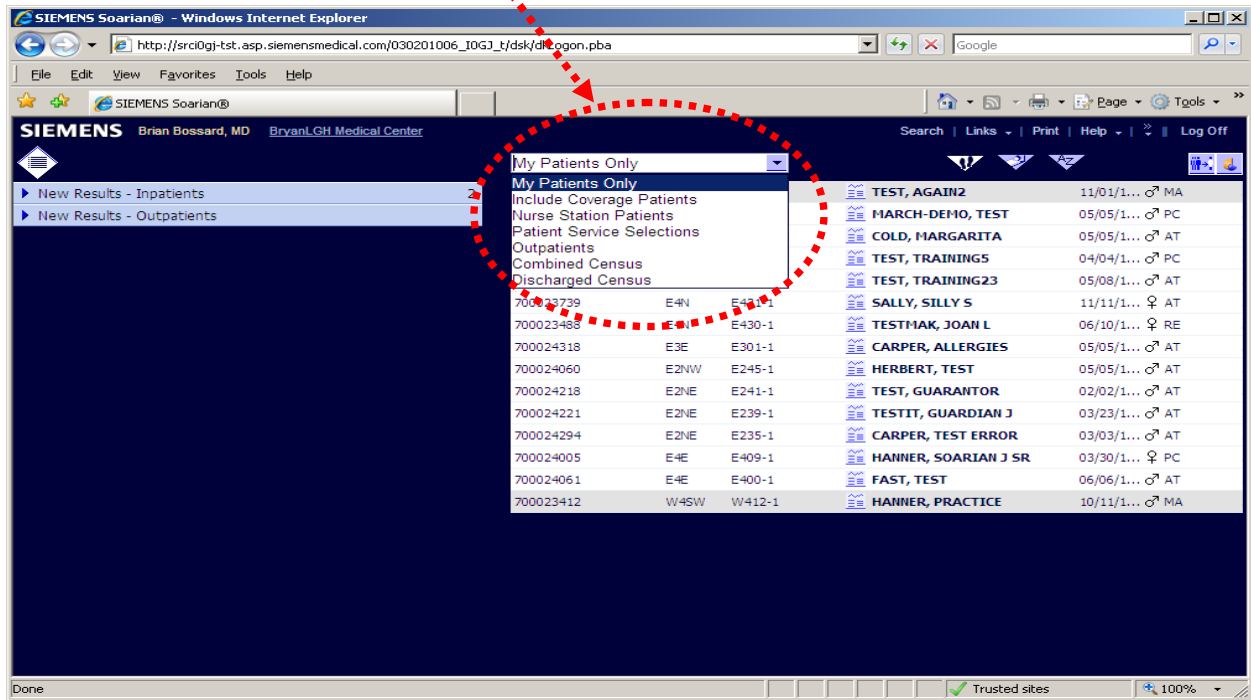 SIEMENS Soarian® - Windows Internet Explorer
http://srci0gj-tst.asp.siemensmedical.com/030201006_I0GJ_t/dsk/
Google
File Edit View Favorites Tools Help
SIEMENS Soarian®
Page Tools
SIEMENS Brian Bossard, MD BryanLGH Medical Center Search | Links | Print | Help | Log Off
My Patients Only
AZ
New Results - Inpatients 2
New Results - Outpatients
My Patients Only
Include Coverage Patients
Nurse Station Patients
Patient Service Selections
Outpatients
Combined Census
Discharged Census
TEST, AGAIN2 11/01/1... ♂ MA
MARCH-DEMO, TEST 05/05/1... ♂ PC
COLD, MARGARITA 05/05/1... ♂ AT
TEST, TRAINING5 04/04/1... ♂ PC
TEST, TRAINING23 05/08/1... ♂ AT
700023739 E4N E431-1 SALLY, SILLY S 11/11/1... ♀ AT
700023488 E4N E430-1 TESTMAK, JOAN L 06/10/1... ♀ RE
700024318 E3E E301-1 CARPER, ALLERGIES 05/05/1... ♂ AT
700024060 E2NW E245-1 HERBERT, TEST 05/05/1... ♂ AT
700024218 E2NE E241-1 TEST, GUARANTOR 02/02/1... ♂ AT
700024221 E2NE E239-1 TESTIT, GUARDIAN J 03/23/1... ♂ AT
700024294 E2NE E235-1 CARPER, TEST ERROR 03/03/1... ♂ AT
700024005 E4E E409-1 HANNER, SOARIAN J SR 03/30/1... ♀ PC
700024061 E4E E400-1 FAST, TEST 06/06/1... ♂ AT
700023412 W4SW W412-1 HANNER, PRACTICE 10/11/1... ♂ MA
Done Trusted sites 100%